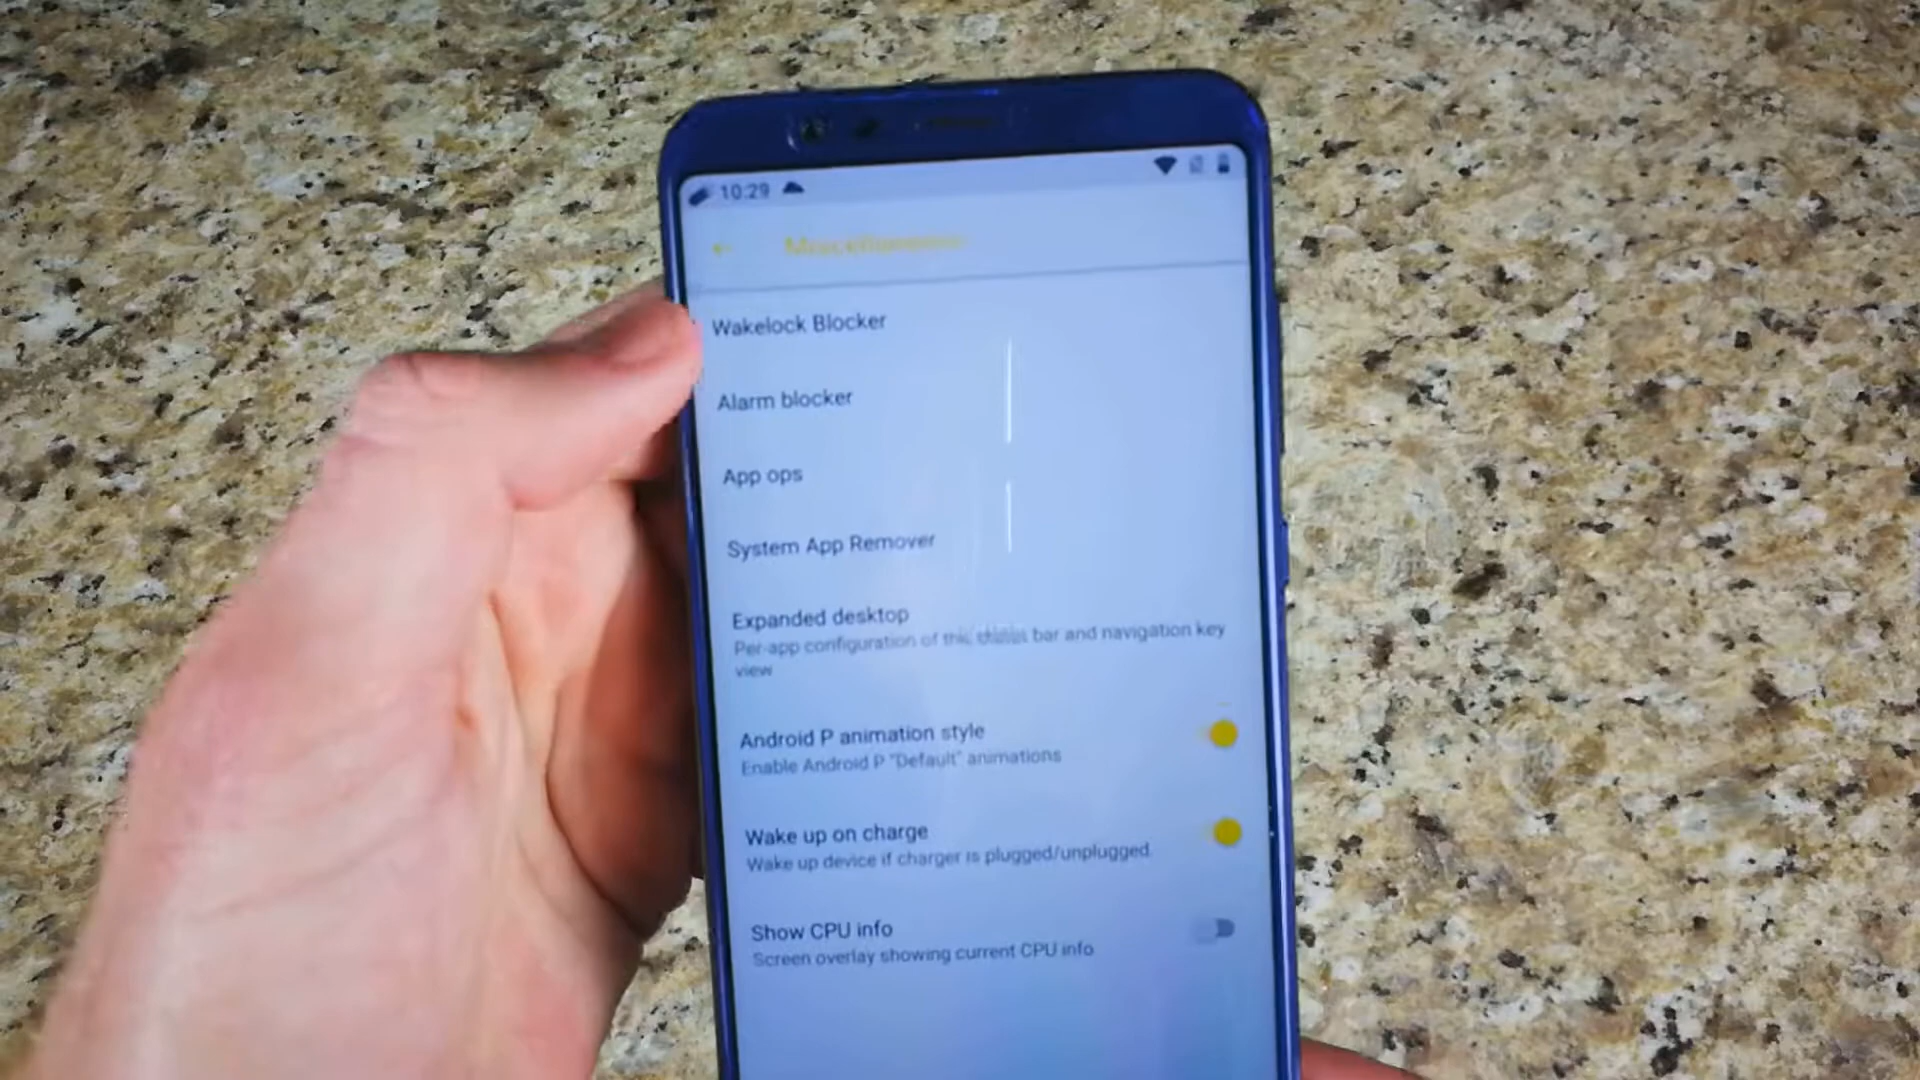 10:29
Miscellaneous
Wakelock Blocker
Alarm blocker
App ops
System App Remover
Expanded desktop
Per-app configuration of the status bar and navigation key
view
Android P animation style
Enable Android P "Default" animations
Wake up on charge
Wake up device if charger is plugged/unplugged
Show CPU info
Screen overlay showing current CPU info